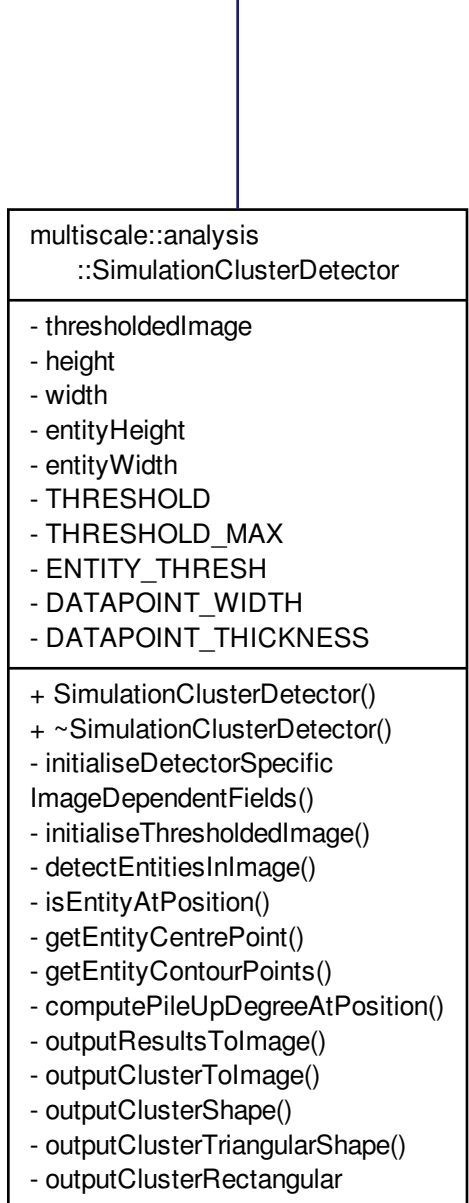 multiscale::analysis
::SimulationClusterDetector
- thresholdedImage
- height
- width
- entityHeight
- entityWidth
- THRESHOLD
- THRESHOLD_MAX
- ENTITY_THRESH
- DATAPOINT_WIDTH
- DATAPOINT_THICKNESS
+ SimulationClusterDetector()
+ ~SimulationClusterDetector()
- initialiseDetectorSpecific
ImageDependentFields()
- initialiseThresholdedImage()
- detectEntitiesInImage()
- isEntityAtPosition()
- getEntityCentrePoint()
- getEntityContourPoints()
- computePileUpDegreeAtPosition()
- outputResultsToImage()
- outputClusterToImage()
- outputClusterShape()
- outputClusterTriangularShape()
- outputClusterRectangular